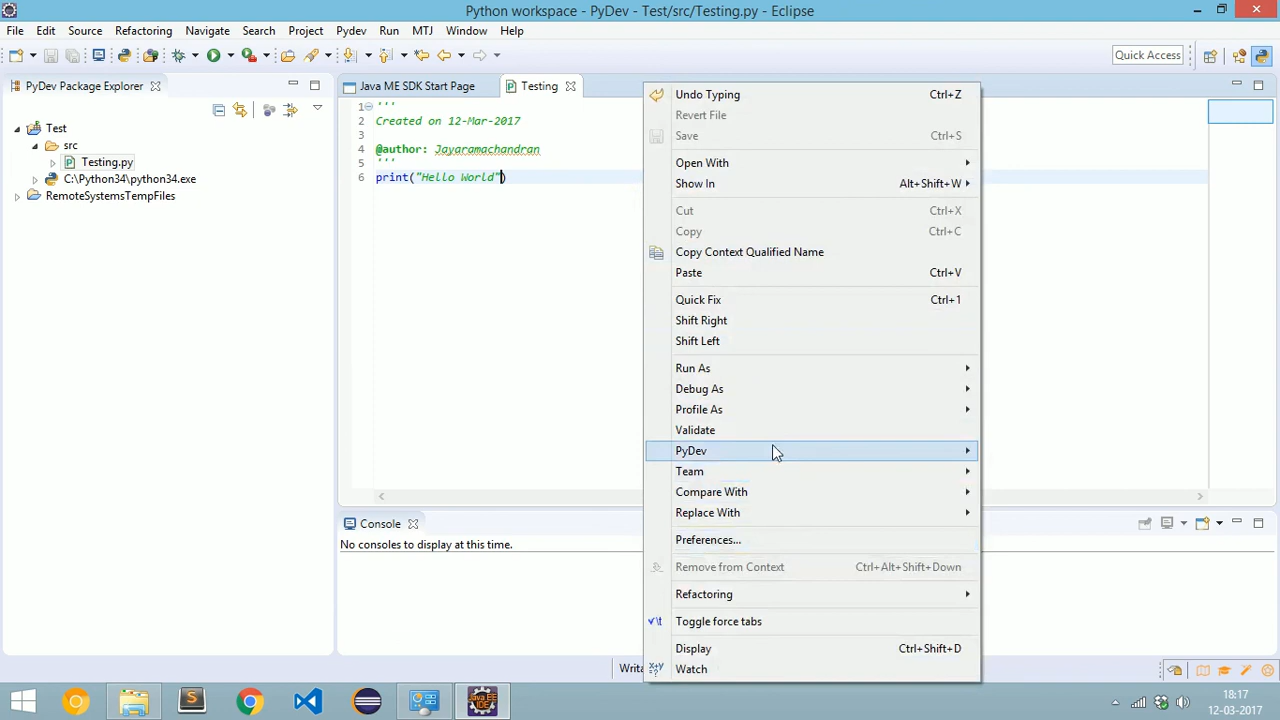 Python workspace - PyDev - Test/src/Testing.py - Eclipse
File Edit Source Refactoring Navigate Search Project Pydev Run MTJ Window Help
Quick Access
PyDev Package Explorer
Java ME SDK Start Page
Testing
Test
src
Testing.py
C:\Python34\python34.exe
RemoteSystemsTempFiles
1 '''
2 Created on 12-Mar-2017
3
4 @author: Jayaramachandran
5 '''
6 print("Hello World")
Undo Typing Ctrl+Z
Revert File
Save Ctrl+S
Open With
Show In Alt+Shift+W
Cut Ctrl+X
Copy Ctrl+C
Copy Context Qualified Name
Paste Ctrl+V
Quick Fix Ctrl+1
Shift Right
Shift Left
Run As
Debug As
Profile As
Validate
PyDev
Team
Compare With
Replace With
Preferences...
Remove from Context Ctrl+Alt+Shift+Down
Refactoring
Toggle force tabs
Display Ctrl+Shift+D
Watch
Console
No consoles to display at this time.
Writa
Java EE
IDE
18:17
12-03-2017